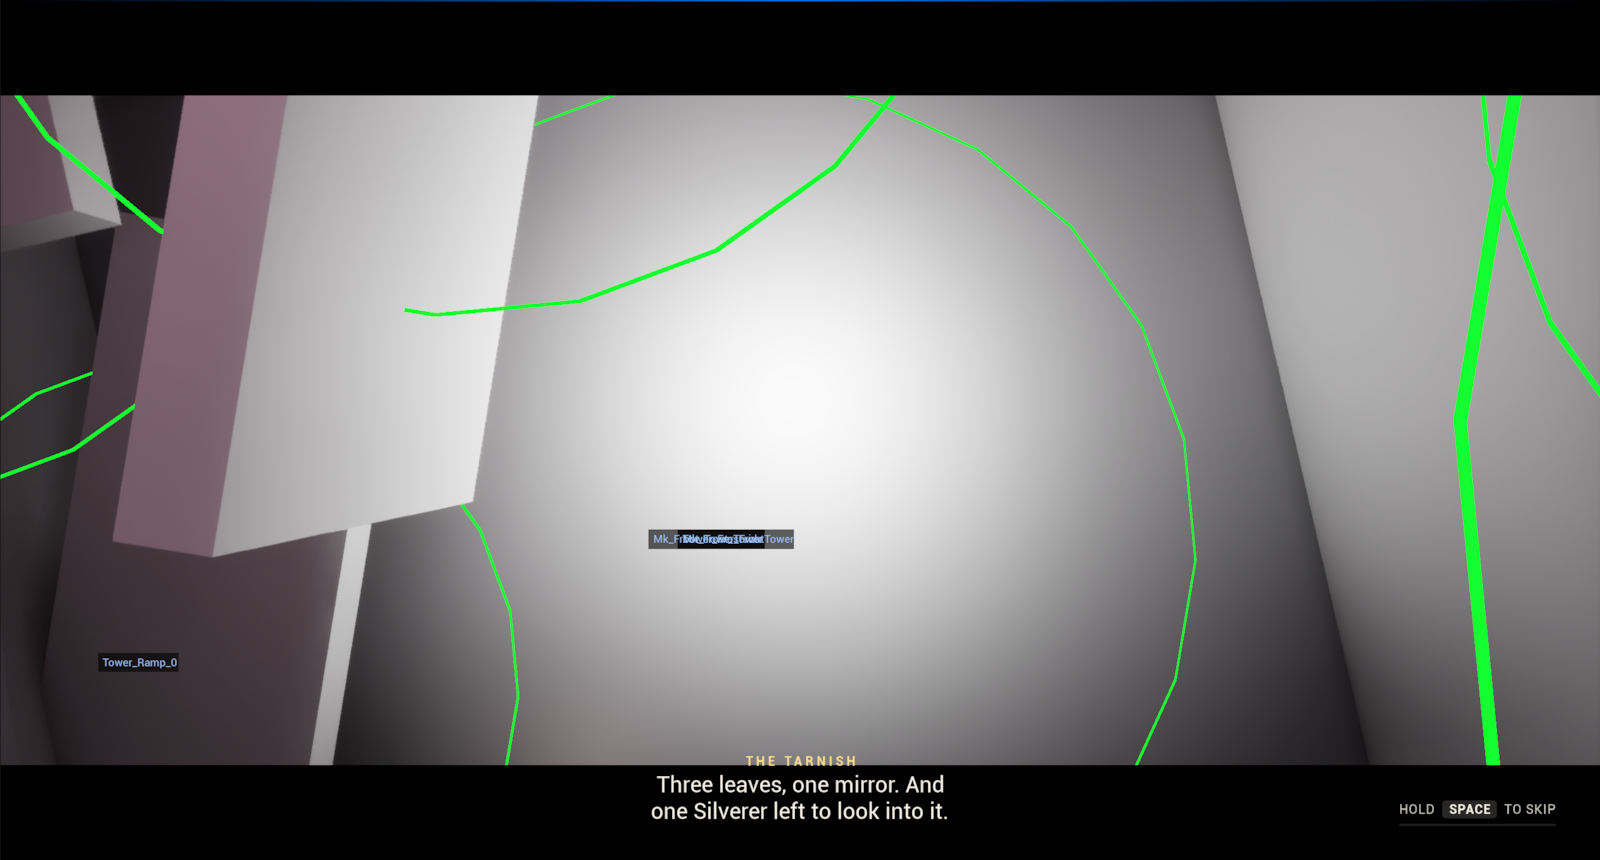 Tower_Ramp_0
THE TARNISH
Three leaves, one mirror. And
one Silverer left to look into it.
HOLD SPACE TO SKIP